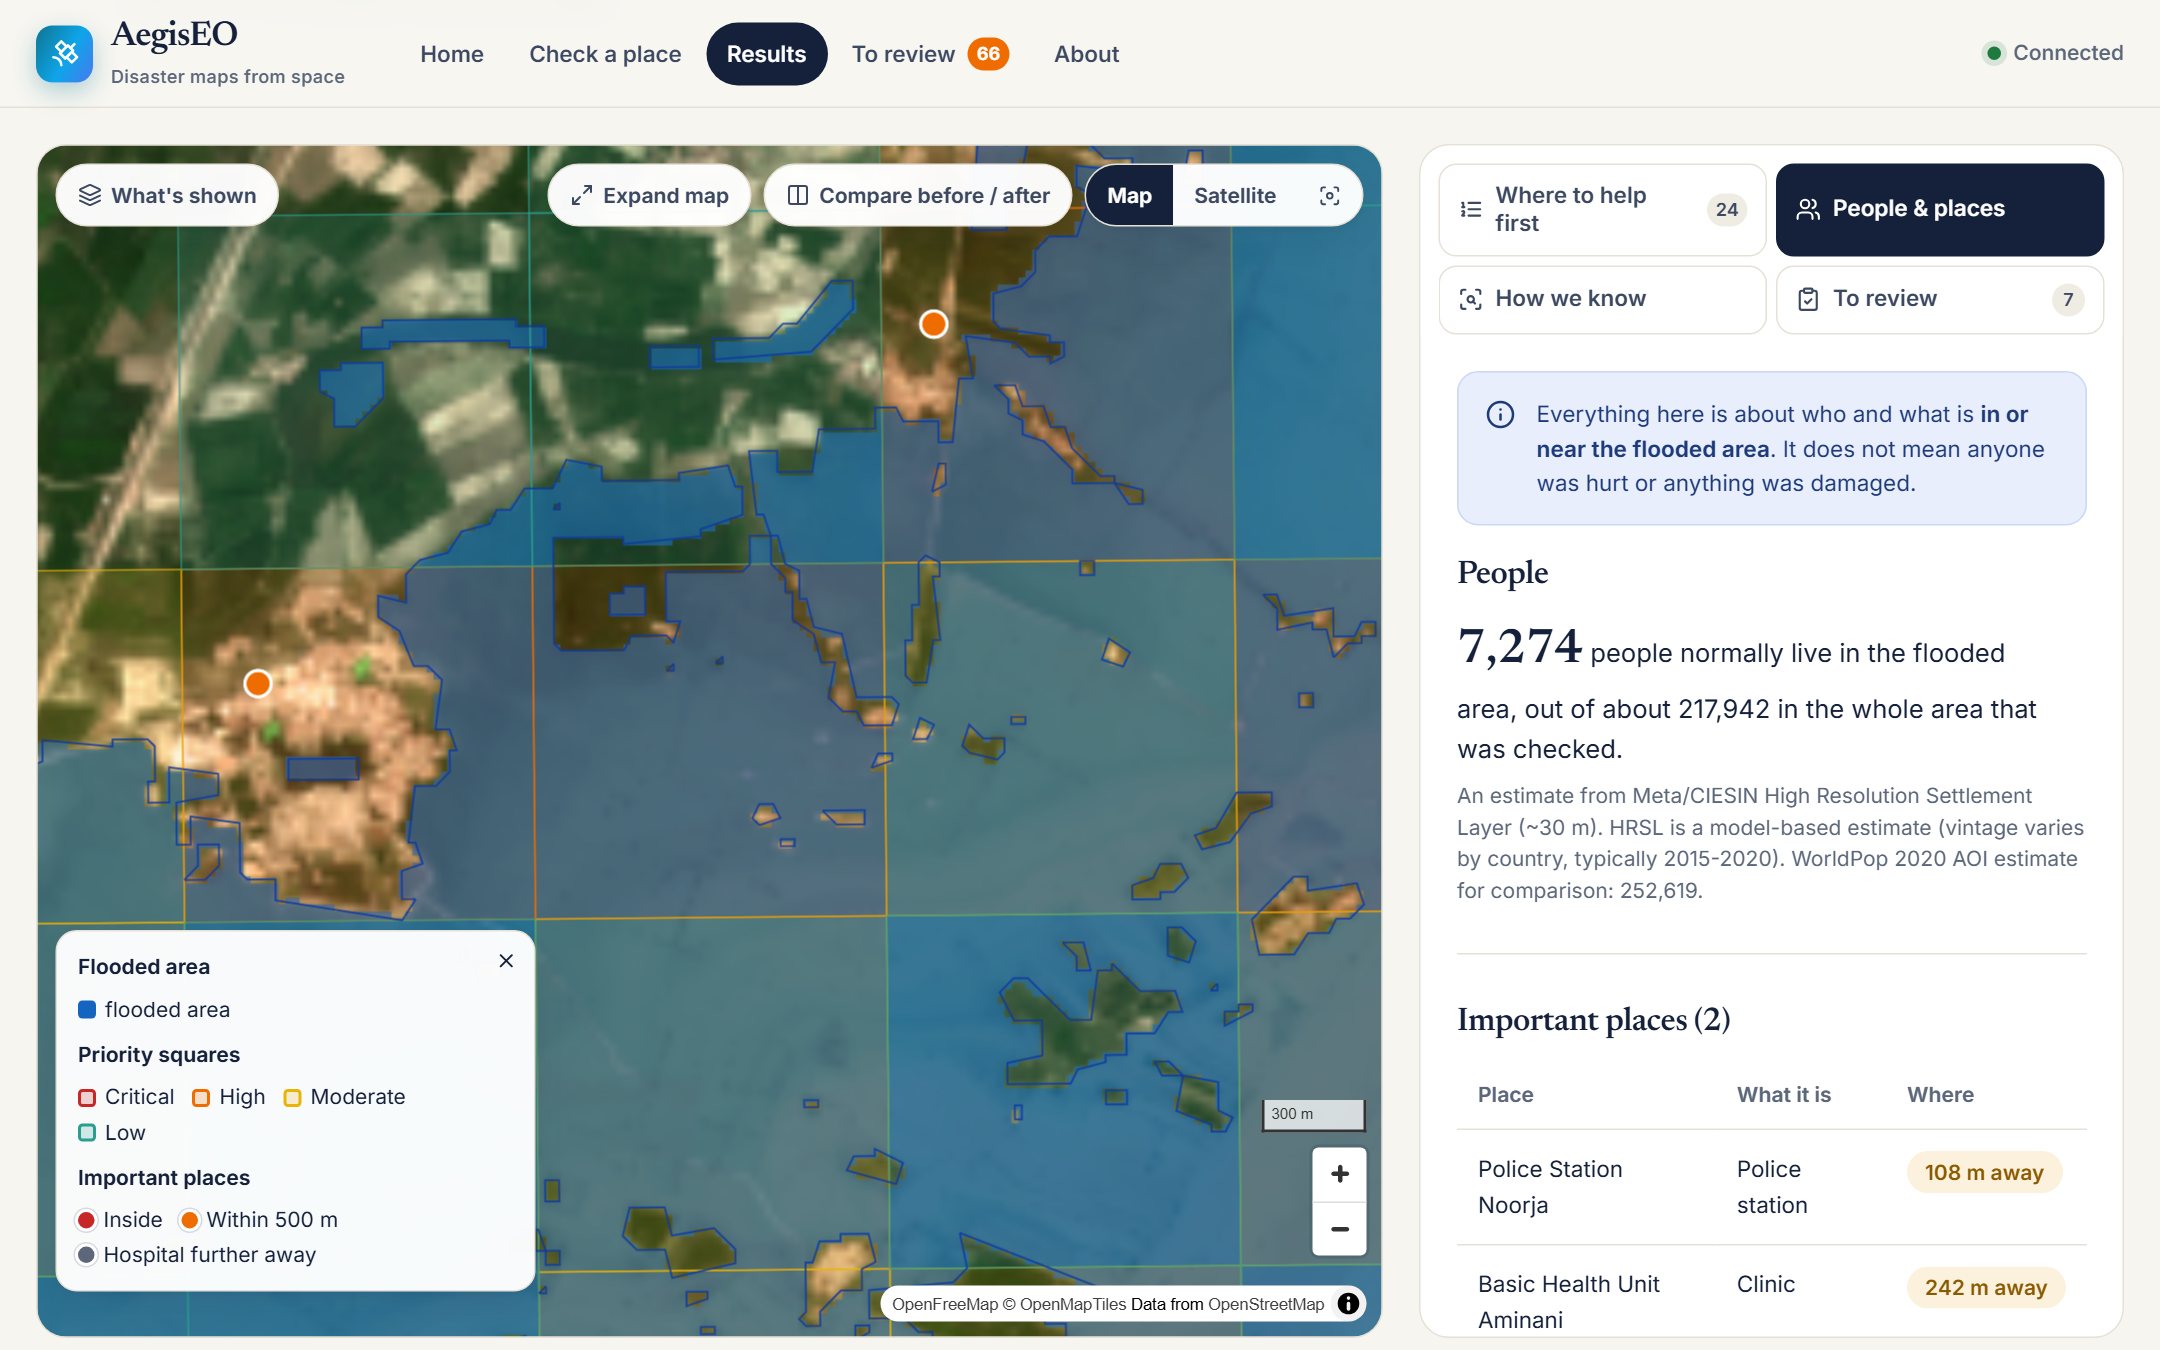 AegisEO
Disaster maps from space
Home
Check a place
Results
To review 66
About
Connected
What's shown
Expand map
Compare before / after
Map
Satellite
Where to help
first
24
People & places
How we know
To review
7
Everything here is about who and what is in or
near the flooded area. It does not mean anyone
was hurt or anything was damaged.
People
7,274 people normally live in the flooded
area, out of about 217,942 in the whole area that
was checked.
An estimate from Meta/CIESIN High Resolution Settlement
Layer (~30 m). HRSL is a model-based estimate (vintage varies
by country, typically 2015-2020). WorldPop 2020 AOI estimate
for comparison: 252,619.
Important places (2)
Place What it is Where
Police Station
Noorja
Police
station
108 m away
Basic Health Unit
Aminani
Clinic
242 m away
Flooded area
flooded area
Priority squares
Critical High Moderate
Low
Important places
Inside Within 500 m
Hospital further away
300 m
OpenFreeMap © OpenMapTiles Data from OpenStreetMap